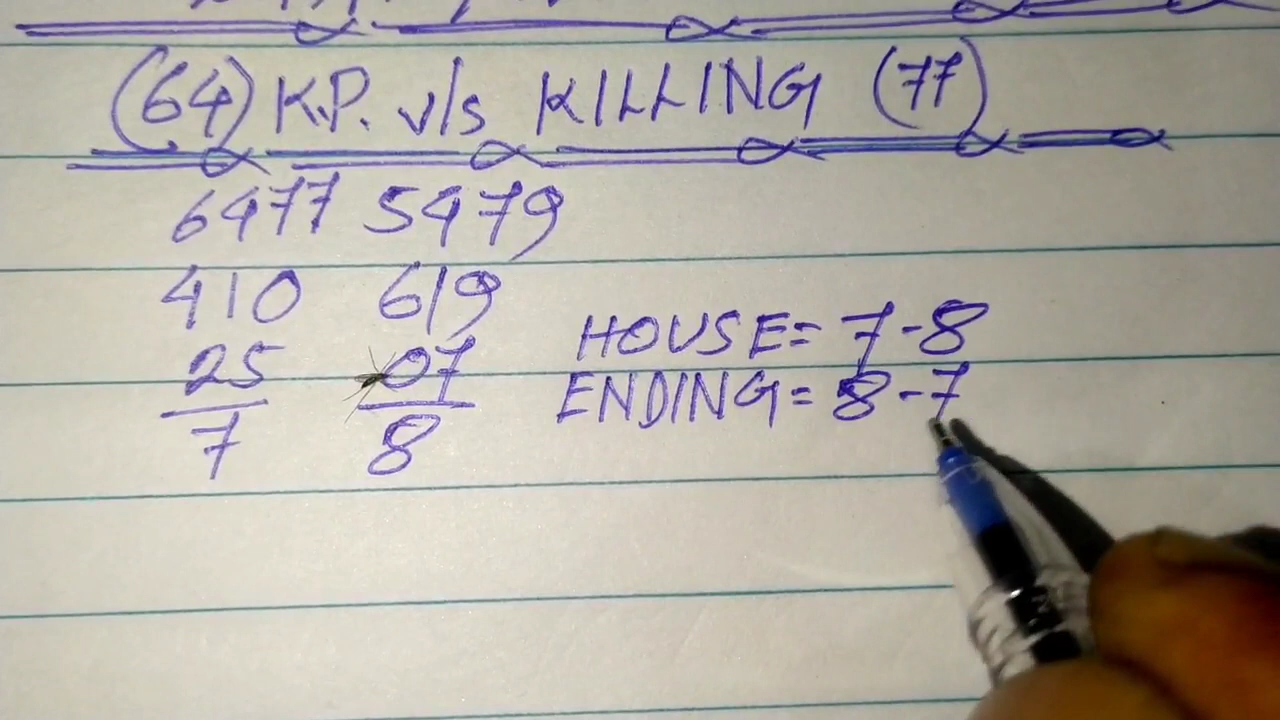 (64) K.P. v/s KILLING (77)
6477 5479
410 619
25 07
7 8
HOUSE= 7-8
ENDING= 8-7